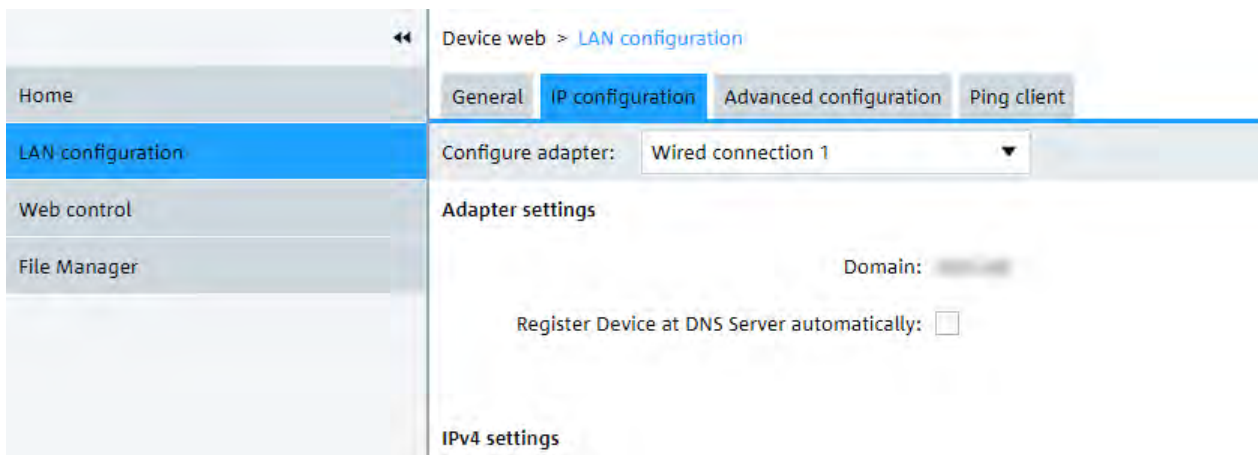 Device web > LAN configuration
Home
LAN configuration
Web control
File Manager
General IP configuration Advanced configuration Ping client
Configure adapter: Wired connection 1
Adapter settings
Domain:
Register Device at DNS Server automatically:
IPv4 settings